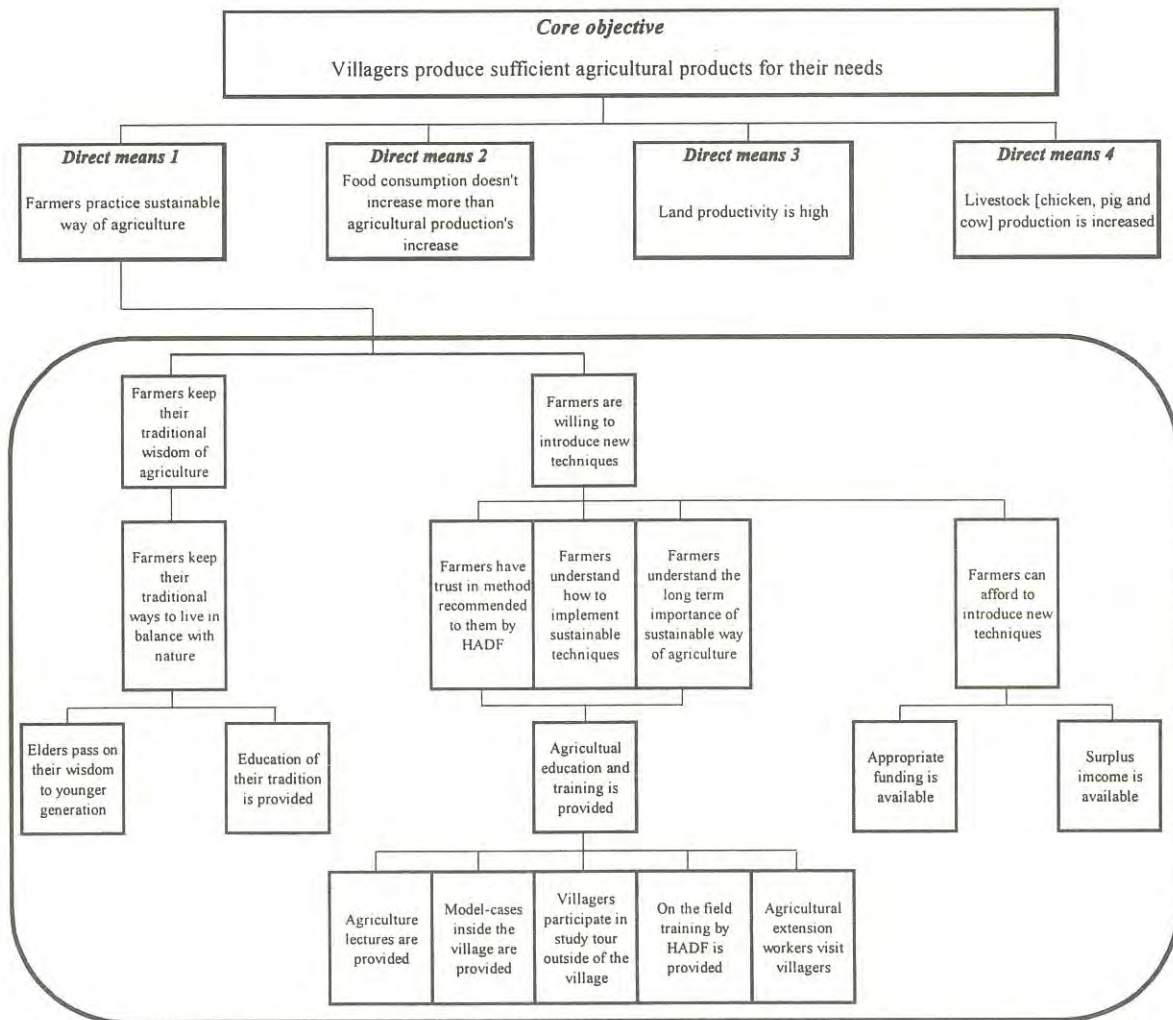 Core objective
Villagers produce sufficient agricultural products for their needs
Direct means 1
Farmers practice sustainable
way of agriculture
Direct means 2
Food consumption doesn't
increase more than
agricultural production's
increase
Direct means 3
Land productivity is high
Direct means 4
Livestock [chicken, pig and
cow] production is increased
Farmers keep
their
traditional
wisdom of
agriculture
Farmers are
willing to
introduce new
techniques
Farmers keep
their
traditional
ways to live in
balance with
nature
Farmers have
trust in method
recommended
to them by
HADF
Farmers
understand
how to
implement
sustainable
techniques
Farmers
understand the
long term
importance of
sustainable way
of agriculture
Farmers can
afford to
introduce new
techniques
Elders pass on
their wisdom
to younger
generation
Education of
their tradition
is provided
Agricultual
education and
training is
provided
Appropriate
funding is
available
Surplus
imcome is
available
Agriculture
lectures are
provided
Model-cases
inside the
village are
provided
Villagers
participate in
study tour
outside of the
village
On the field
training by
HADF is
provided
Agricultural
extension
workers visit
villagers